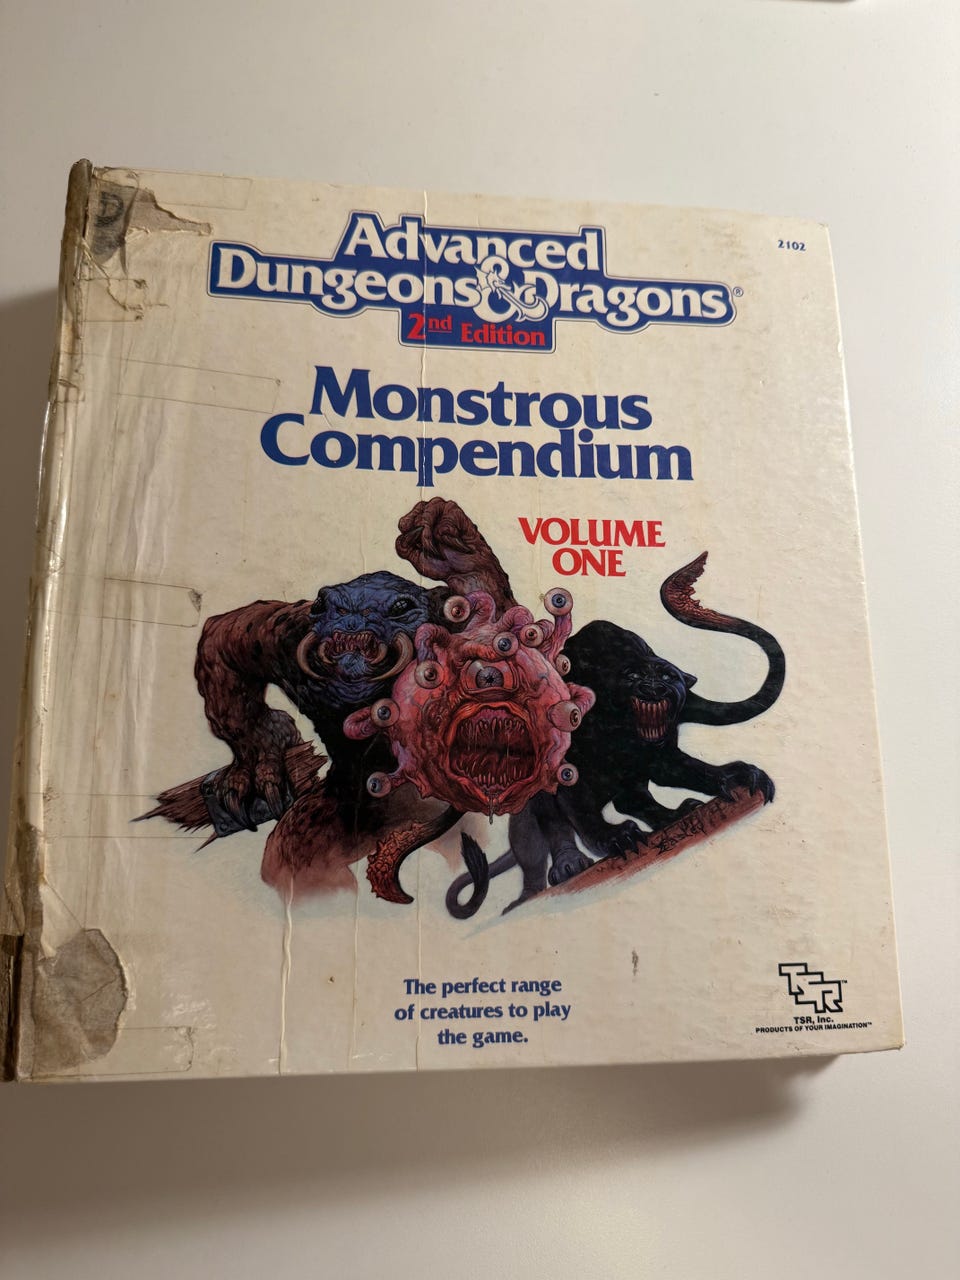 2102
Advanced
Dungeons & Dragons®
2nd Edition
Monstrous
Compendium
VOLUME
ONE
The perfect range
of creatures to play
the game.
TSR™
TSR, Inc.
PRODUCTS OF YOUR IMAGINATION™